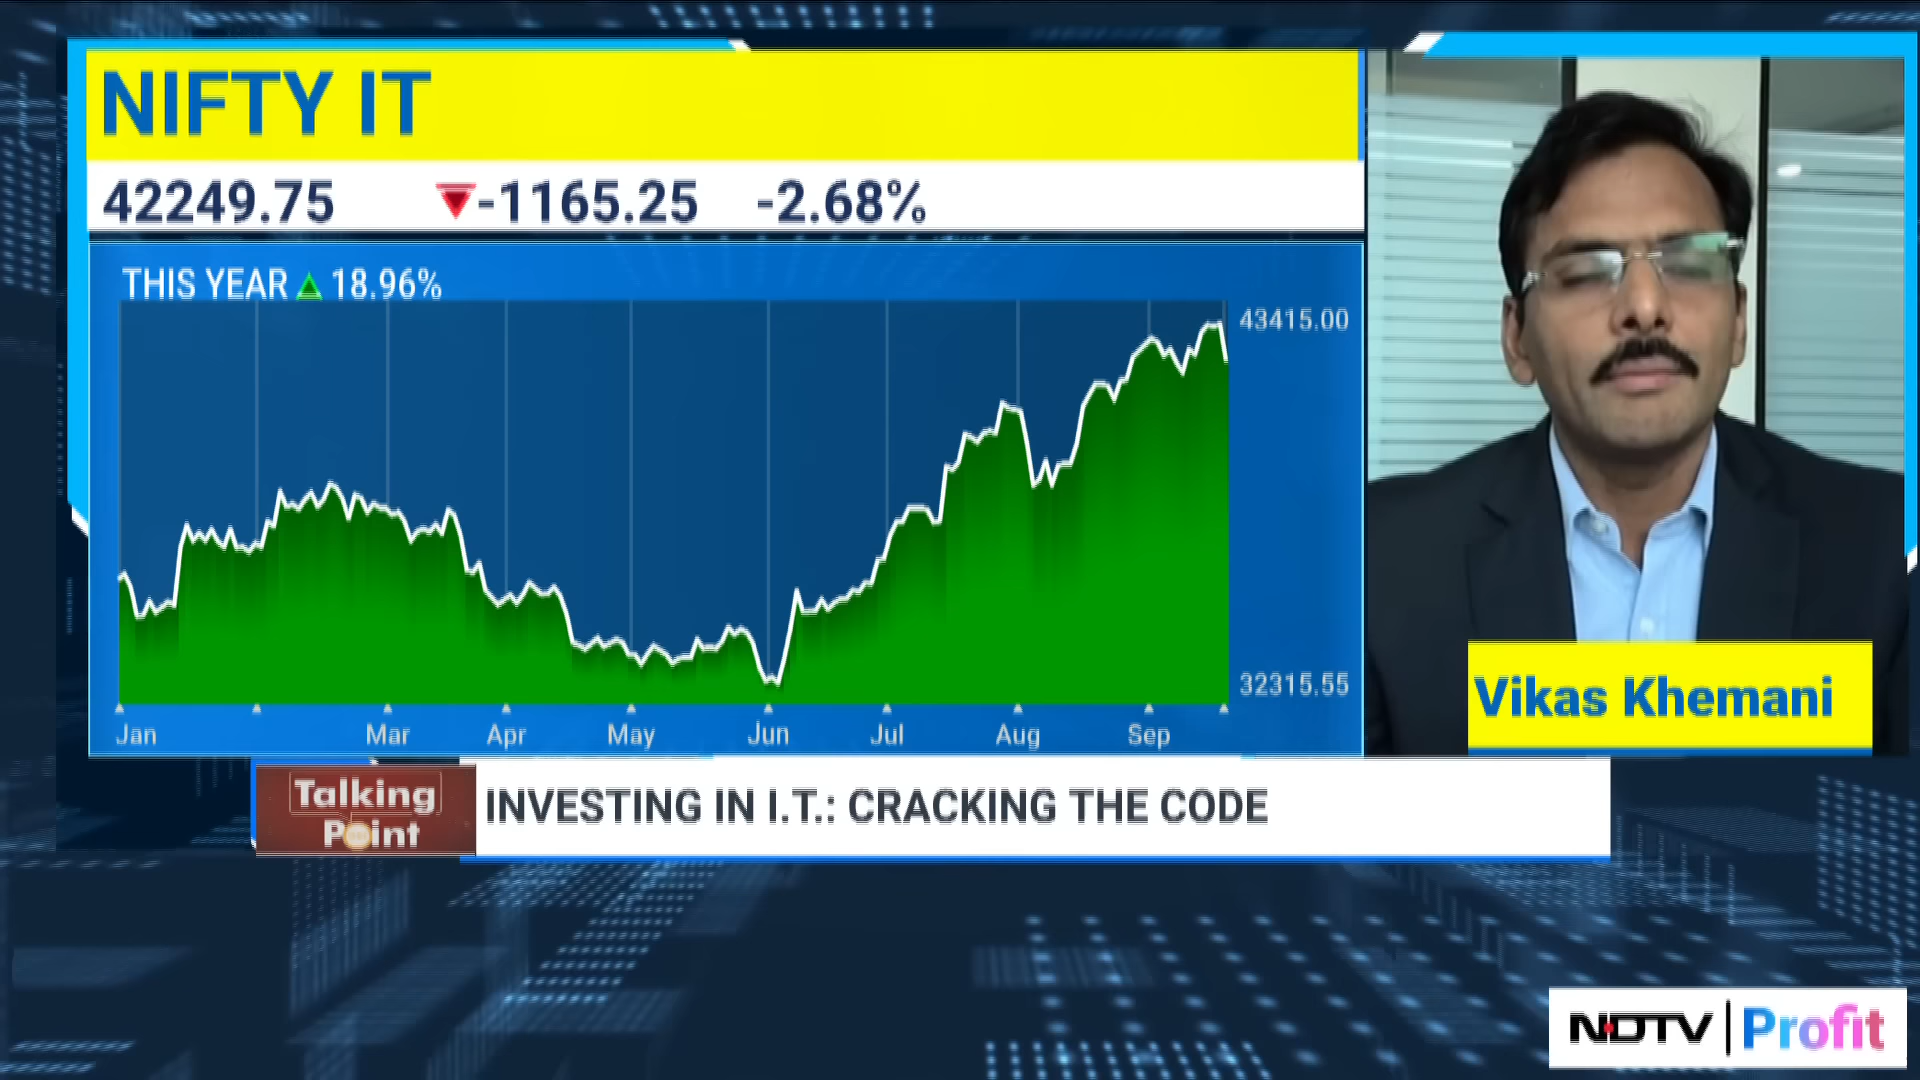 NIFTY IT
42249.75 -1165.25 -2.68%
THIS YEAR 18.96%
43415.00
32315.55
Jan Mar Apr May Jun Jul Aug Sep
Vikas Khemani
Talking
Point
INVESTING IN I.T.: CRACKING THE CODE
NDTV Profit